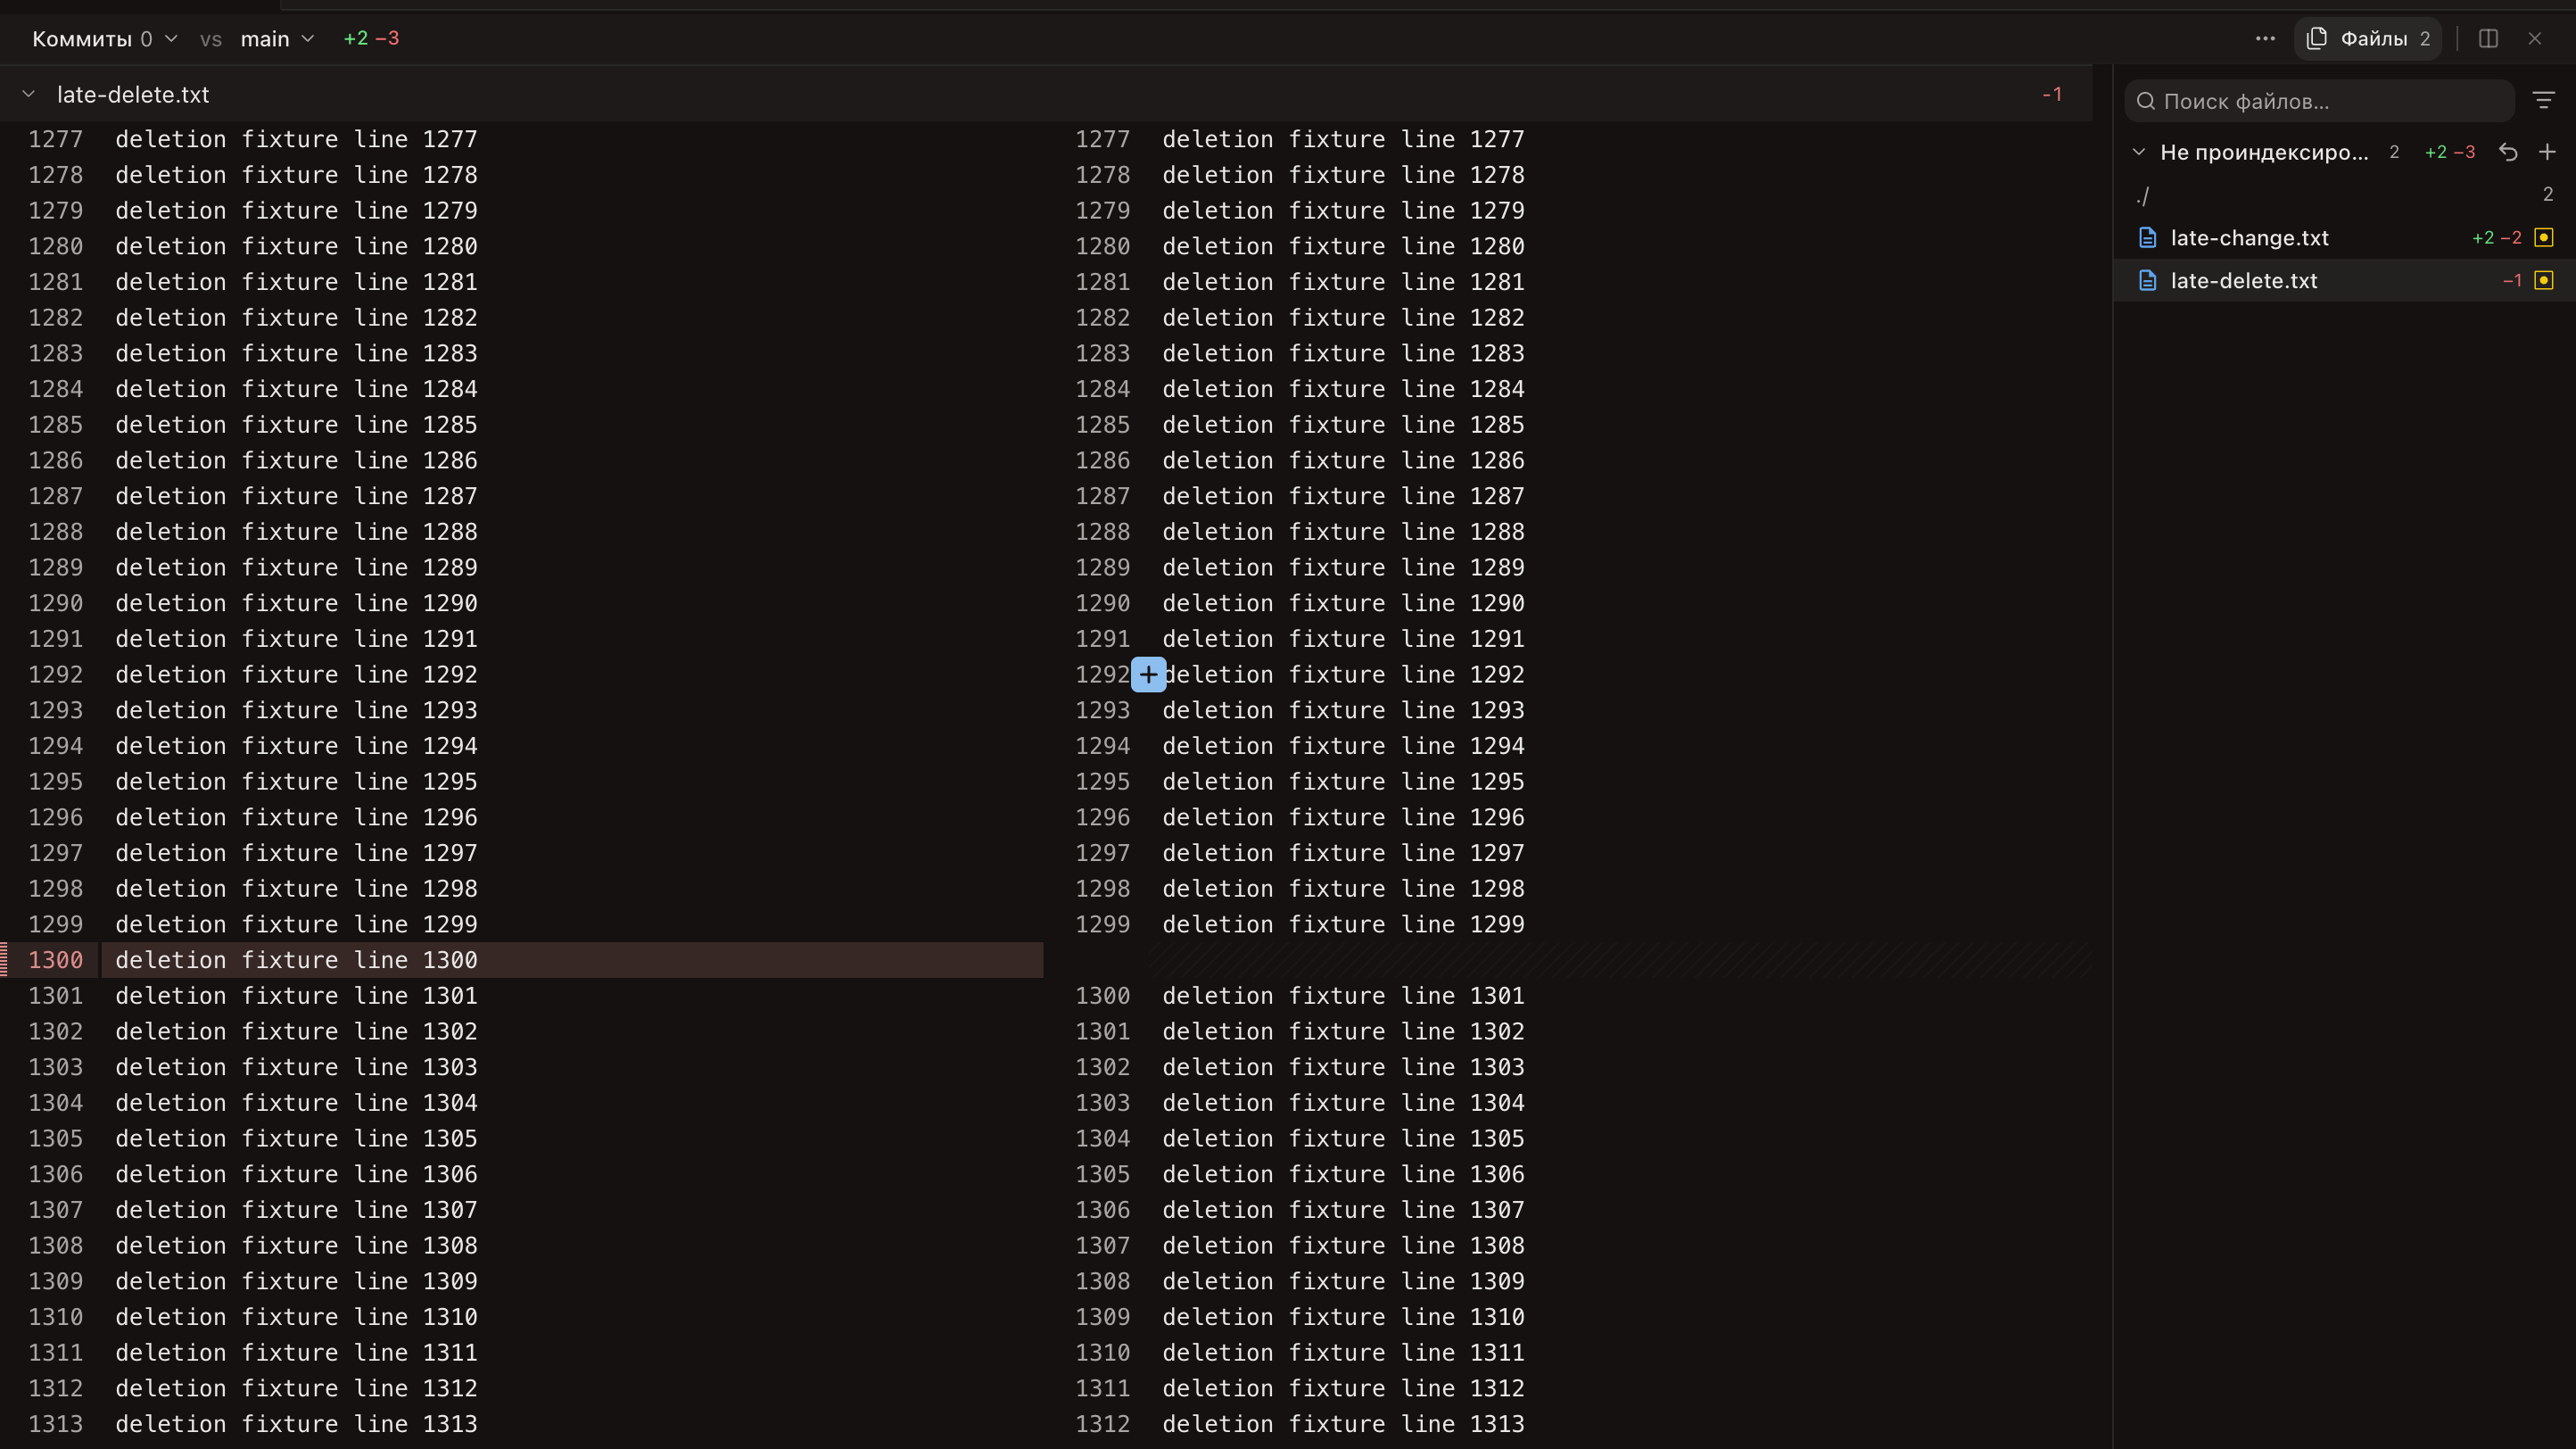 Коммиты 0 vs main +2 −3 ... Файлы 2
late-delete.txt -1
1277 deletion fixture line 1277 1277 deletion fixture line 1277
1278 deletion fixture line 1278 1278 deletion fixture line 1278
1279 deletion fixture line 1279 1279 deletion fixture line 1279
1280 deletion fixture line 1280 1280 deletion fixture line 1280
1281 deletion fixture line 1281 1281 deletion fixture line 1281
1282 deletion fixture line 1282 1282 deletion fixture line 1282
1283 deletion fixture line 1283 1283 deletion fixture line 1283
1284 deletion fixture line 1284 1284 deletion fixture line 1284
1285 deletion fixture line 1285 1285 deletion fixture line 1285
1286 deletion fixture line 1286 1286 deletion fixture line 1286
1287 deletion fixture line 1287 1287 deletion fixture line 1287
1288 deletion fixture line 1288 1288 deletion fixture line 1288
1289 deletion fixture line 1289 1289 deletion fixture line 1289
1290 deletion fixture line 1290 1290 deletion fixture line 1290
1291 deletion fixture line 1291 1291 deletion fixture line 1291
1292 deletion fixture line 1292 1292 + deletion fixture line 1292
1293 deletion fixture line 1293 1293 deletion fixture line 1293
1294 deletion fixture line 1294 1294 deletion fixture line 1294
1295 deletion fixture line 1295 1295 deletion fixture line 1295
1296 deletion fixture line 1296 1296 deletion fixture line 1296
1297 deletion fixture line 1297 1297 deletion fixture line 1297
1298 deletion fixture line 1298 1298 deletion fixture line 1298
1299 deletion fixture line 1299 1299 deletion fixture line 1299
1300 deletion fixture line 1300
1301 deletion fixture line 1301 1300 deletion fixture line 1301
1302 deletion fixture line 1302 1301 deletion fixture line 1302
1303 deletion fixture line 1303 1302 deletion fixture line 1303
1304 deletion fixture line 1304 1303 deletion fixture line 1304
1305 deletion fixture line 1305 1304 deletion fixture line 1305
1306 deletion fixture line 1306 1305 deletion fixture line 1306
1307 deletion fixture line 1307 1306 deletion fixture line 1307
1308 deletion fixture line 1308 1307 deletion fixture line 1308
1309 deletion fixture line 1309 1308 deletion fixture line 1309
1310 deletion fixture line 1310 1309 deletion fixture line 1310
1311 deletion fixture line 1311 1310 deletion fixture line 1311
1312 deletion fixture line 1312 1311 deletion fixture line 1312
1313 deletion fixture line 1313 1312 deletion fixture line 1313
Поиск файлов...
Не проиндексиро... 2 +2 −3
./ 2
late-change.txt +2 −2
late-delete.txt −1